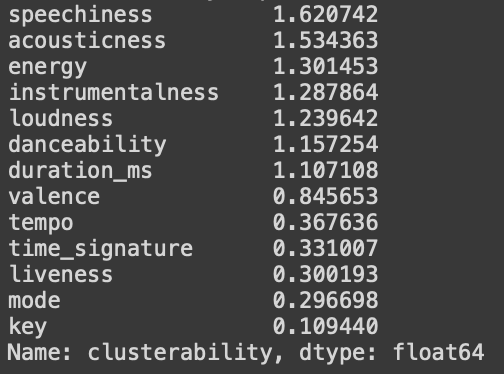 speechiness 1.620742
acousticness 1.534363
energy 1.301453
instrumentalness 1.287864
loudness 1.239642
danceability 1.157254
duration_ms 1.107108
valence 0.845653
tempo 0.367636
time_signature 0.331007
liveness 0.300193
mode 0.296698
key 0.109440
Name: clusterability, dtype: float64